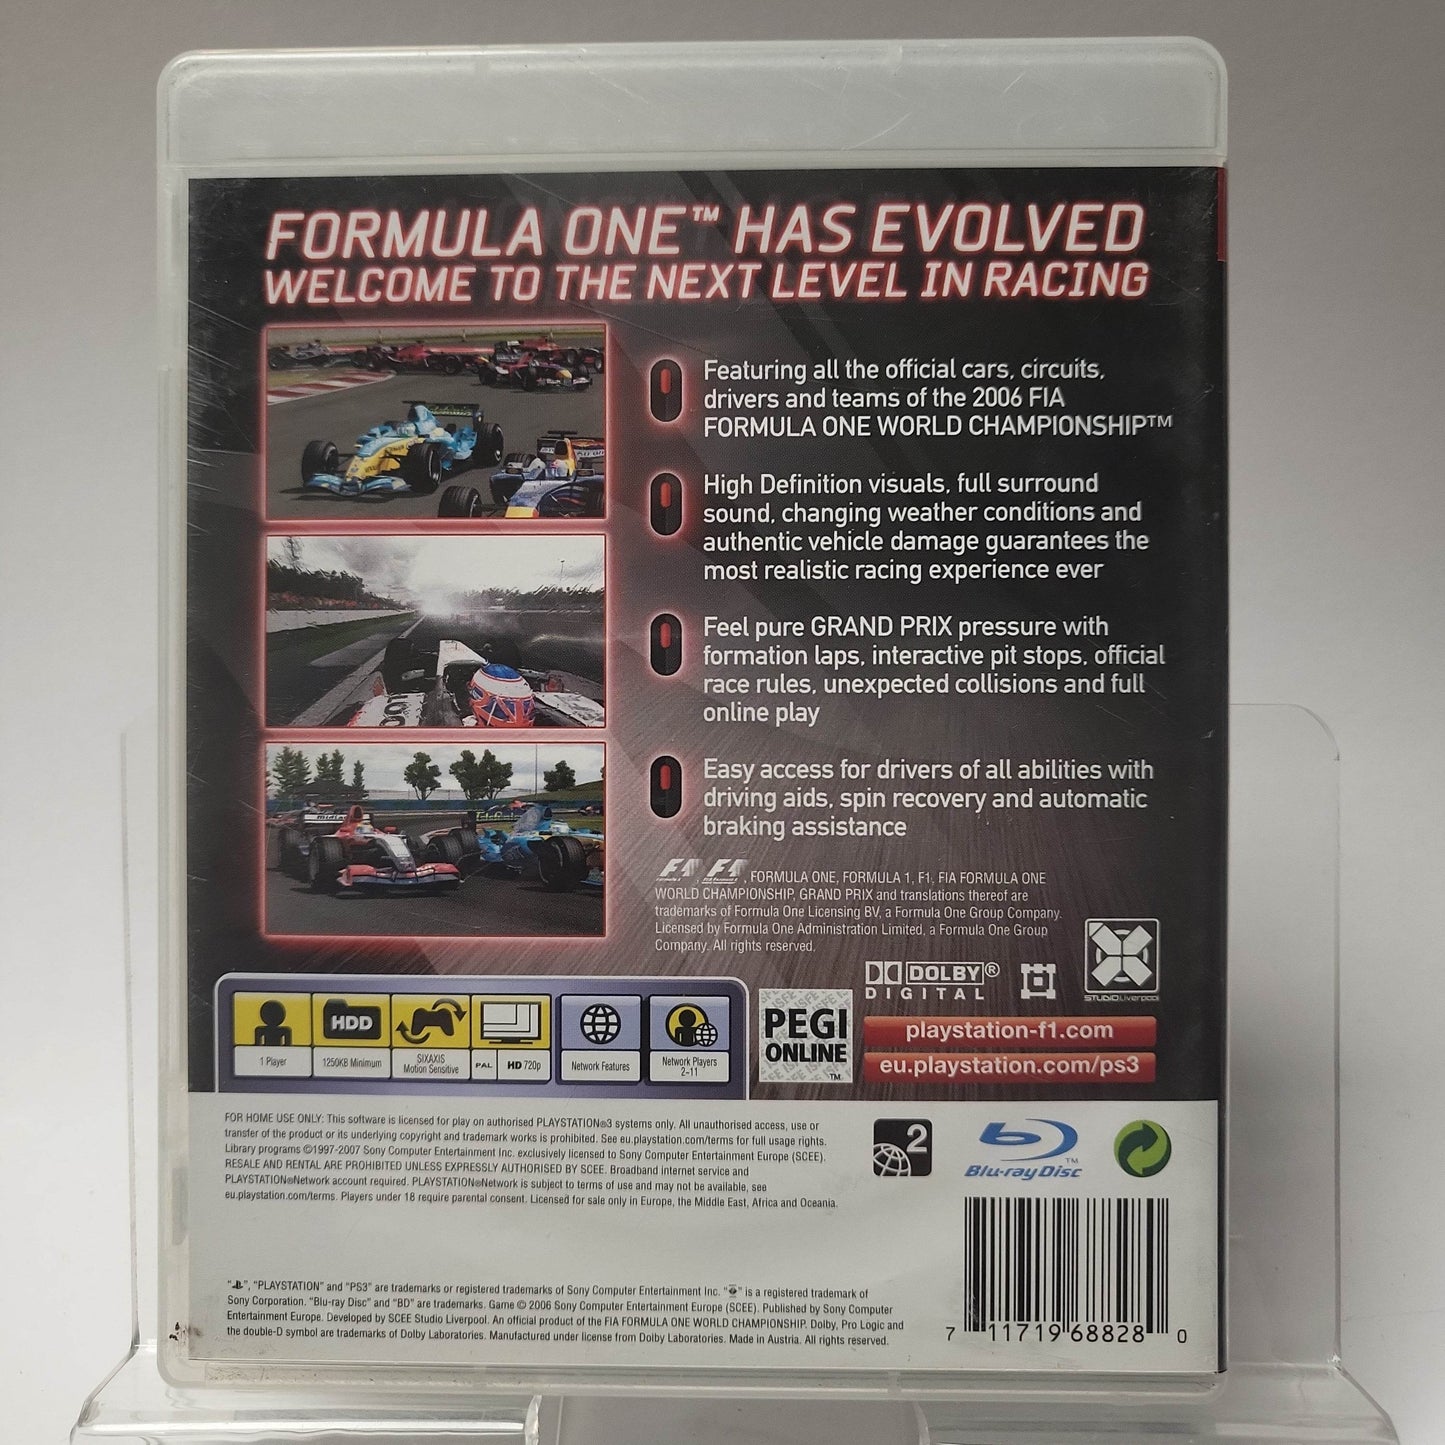 FORMULA ONE™ HAS EVOLVED
WELCOME TO THE NEXT LEVEL IN RACING
Featuring all the official cars, circuits,
drivers and teams of the 2006 FIA
FORMULA ONE WORLD CHAMPIONSHIP™
High Definition visuals, full surround
sound, changing weather conditions and
authentic vehicle damage guarantees the
most realistic racing experience ever
Feel pure GRAND PRIX pressure with
formation laps, interactive pit stops, official
race rules, unexpected collisions and full
online play
Easy access for drivers of all abilities with
driving aids, spin recovery and automatic
braking assistance
F1, F1, FORMULA ONE, FORMULA 1, F1, FIA FORMULA ONE
WORLD CHAMPIONSHIP, GRAND PRIX and translations thereof are
trademarks of Formula One Licensing BV, a Formula One Group Company.
Licensed by Formula One Administration Limited, a Formula One Group
Company. All rights reserved.
DOLBY®
DIGITAL
STUDIO Liverpool
HDD
1 Player
1250KB Minimum
SIXAXIS
Motion Sensitive
PAL
HD 720p
Network Features
Network Players
2-11
PEGI
ONLINE
™
playstation-f1.com
eu.playstation.com/ps3
FOR HOME USE ONLY: This software is licensed for play on authorised PLAYSTATION®3 systems only. All unauthorised access, use or
transfer of the product or its underlying copyright and trademark works is prohibited. See eu.playstation.com/terms for full usage rights.
Library programs ©1997-2007 Sony Computer Entertainment Inc. exclusively licensed to Sony Computer Entertainment Europe (SCEE).
RESALE AND RENTAL ARE PROHIBITED UNLESS EXPRESSLY AUTHORISED BY SCEE. Broadband internet service and
PLAYSTATION®Network account required. PLAYSTATION®Network is subject to terms of use and may not be available, see
eu.playstation.com/terms. Players under 18 require parental consent. Licensed for sale only in Europe, the Middle East, Africa and Oceania.
2
™
Blu-ray Disc
"", "PLAYSTATION" and "PS3" are trademarks or registered trademarks of Sony Computer Entertainment Inc. "" is a registered trademark of
Sony Corporation. "Blu-ray Disc" and "BD" are trademarks. Game © 2006 Sony Computer Entertainment Europe (SCEE). Published by Sony Computer
Entertainment Europe. Developed by SCEE Studio Liverpool. An official product of the FIA FORMULA ONE WORLD CHAMPIONSHIP. Dolby, Pro Logic and
the double-D symbol are trademarks of Dolby Laboratories. Manufactured under license from Dolby Laboratories. Made in Austria. All rights reserved.
7 11719 68828 0